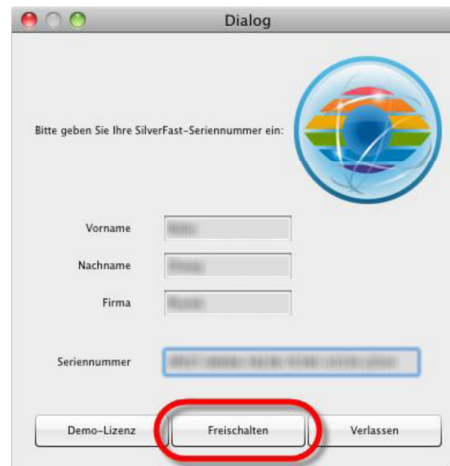 Dialog
Bitte geben Sie Ihre SilverFast-Seriennummer ein:
Vorname
Nachname
Firma
Seriennummer
Demo-Lizenz
Freischalten
Verlassen